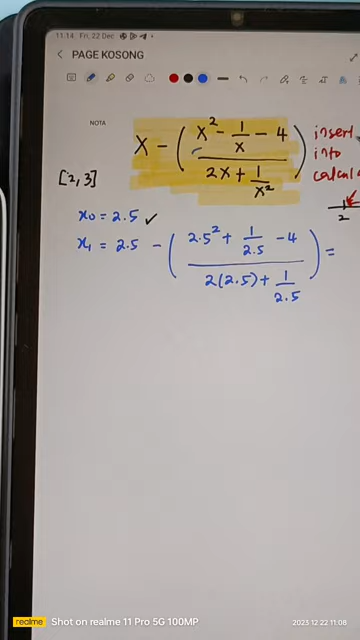 11.14 Fri, 22 Dec
PAGE KOSONG
NOTA
X - ( (x² - 1/x - 4) / (2x + 1/x²) ) insert into
[2, 3]
x0 = 2.5 ✓
1/2
x1 = 2.5 - ( (2.5² + 1/2.5 - 4) / (2(2.5) + 1/2.5) ) =
realme Shot on realme 11 Pro 5G 100MP 2023.12.22 11:08